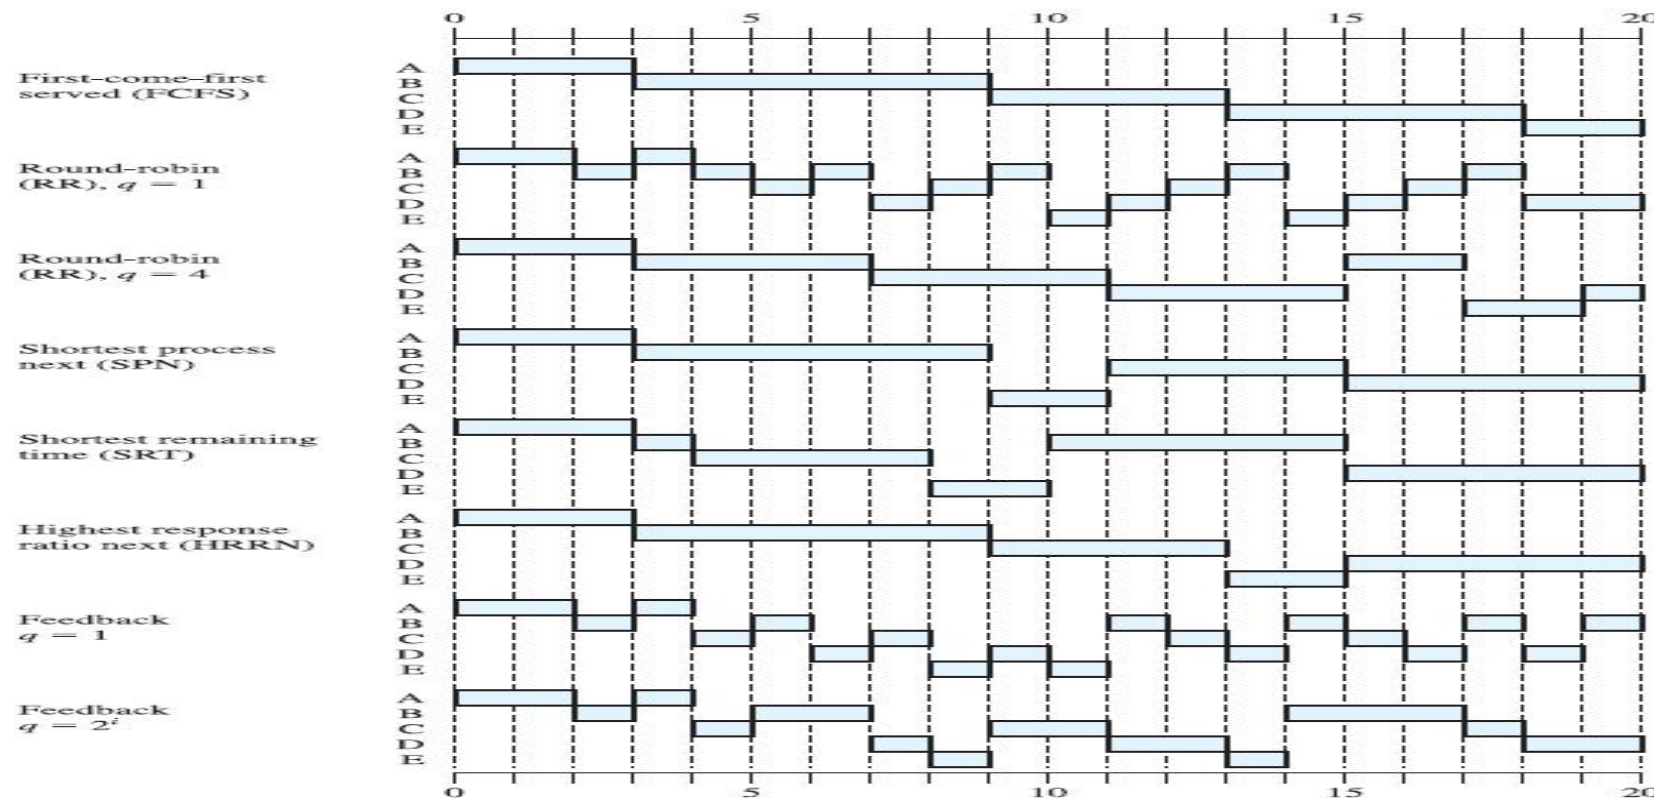 0 5 10 15 20
First-come-first
served (FCFS)
A
B
C
D
E
Round-robin
(RR), q = 1
A
B
C
D
E
Round-robin
(RR), q = 4
A
B
C
D
E
Shortest process
next (SPN)
A
B
C
D
E
Shortest remaining
time (SRT)
A
B
C
D
E
Highest response
ratio next (HRRN)
A
B
C
D
E
Feedback
q = 1
A
B
C
D
E
Feedback
q = 2^i
A
B
C
D
E
0 5 10 15 20